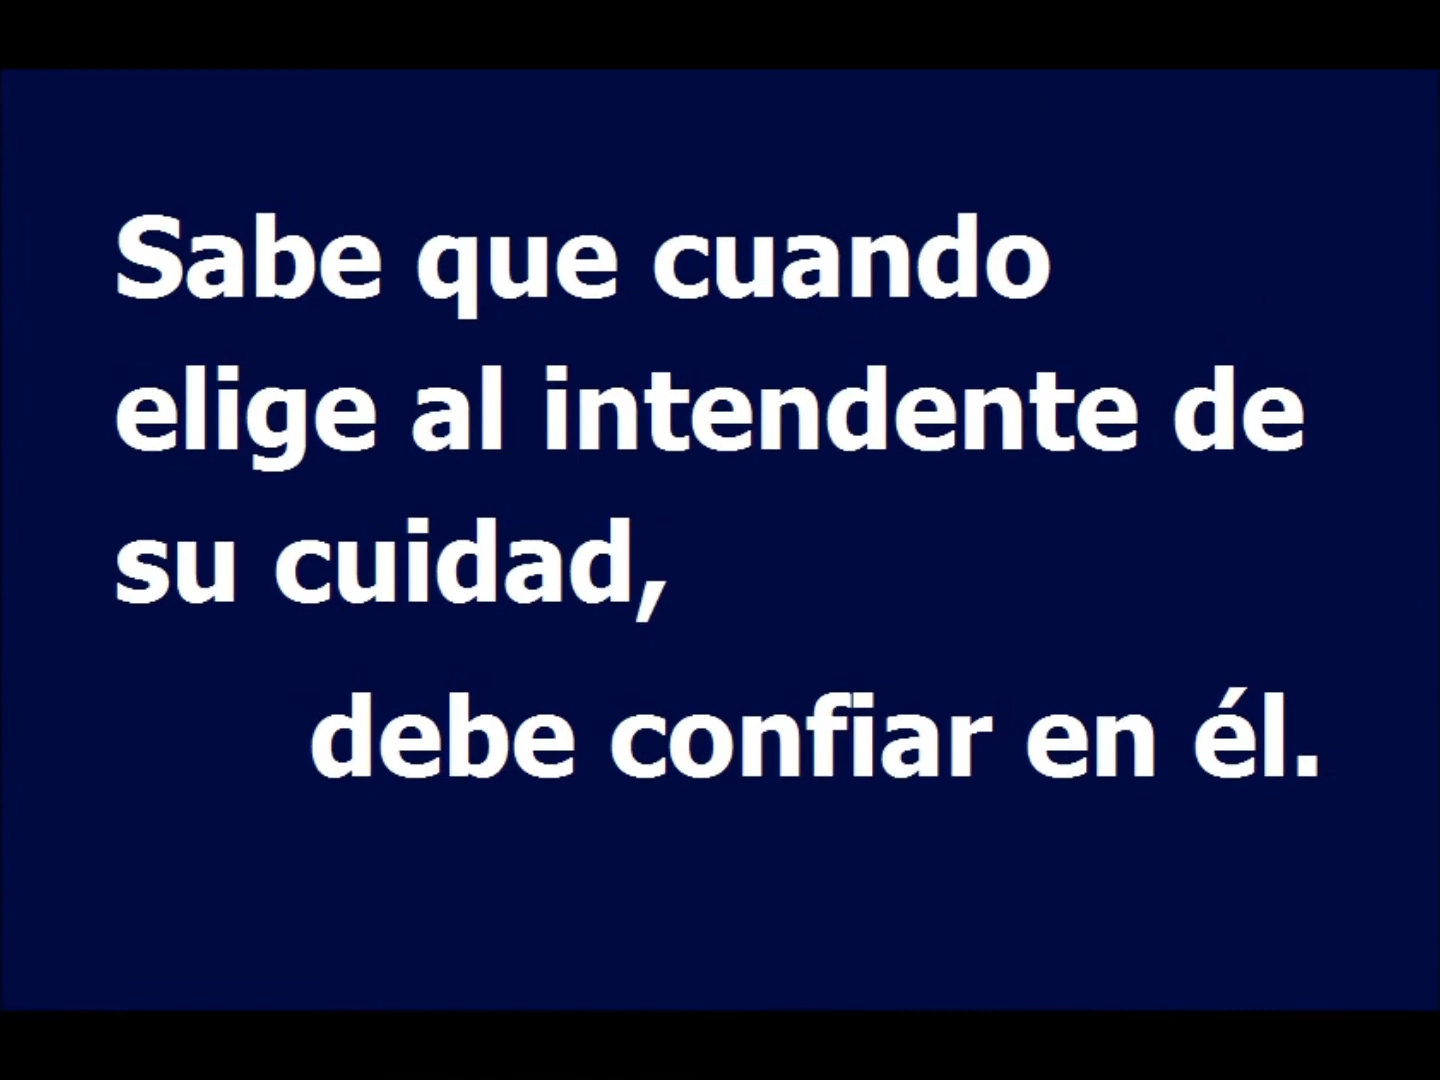 Sabe que cuando
elige al intendente de
su cuidad,
debe confiar en él.